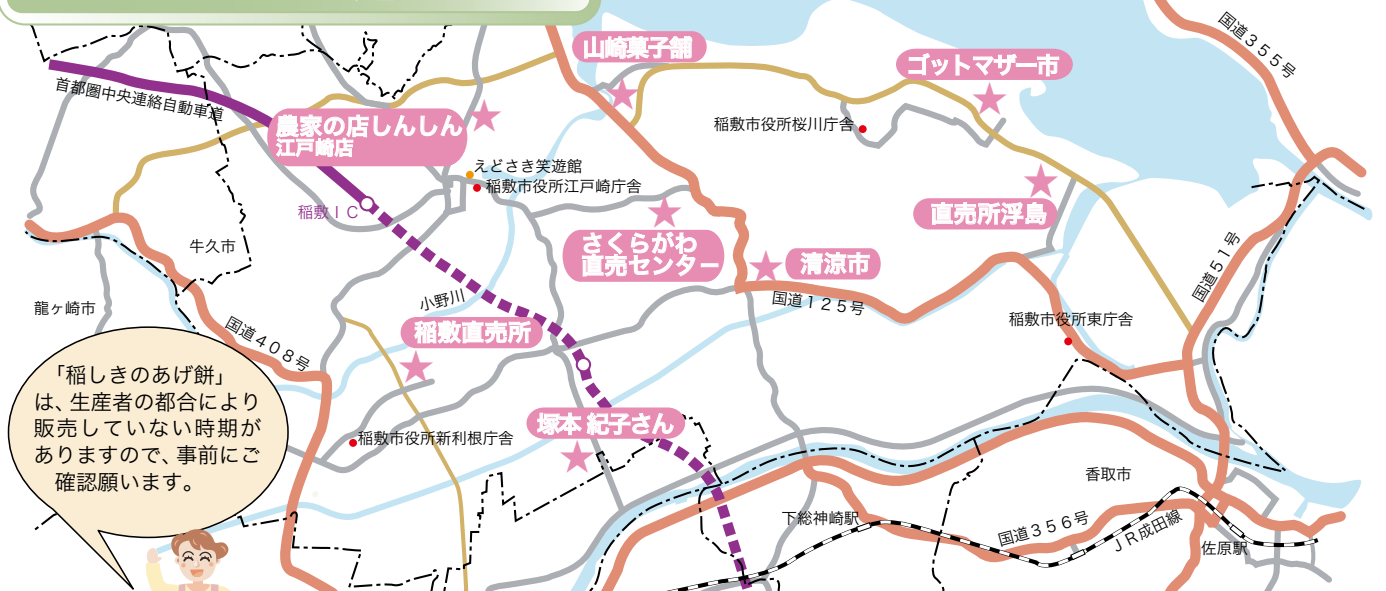 国道３５５号
山崎菓子舗
ゴットマザー市
首都圏中央連絡自動車道
農家の店しんしん
江戸崎店
稲敷市役所桜川庁舎
えどさき笑遊館
稲敷市役所江戸崎庁舎
稲敷ＩＣ
直売所浮島
牛久市
さくらがわ
直売センター
清涼市
国道５１号
小野川
国道１２５号
龍ヶ崎市
国道４０８号
稲敷直売所
稲敷市役所東庁舎
「稲しきのあげ餅」
は、生産者の都合により
販売していない時期が
ありますので、事前にご
確認願います。
塚本 紀子さん
稲敷市役所新利根庁舎
香取市
下総神崎駅
国道３５６号
ＪＲ成田線
佐原駅